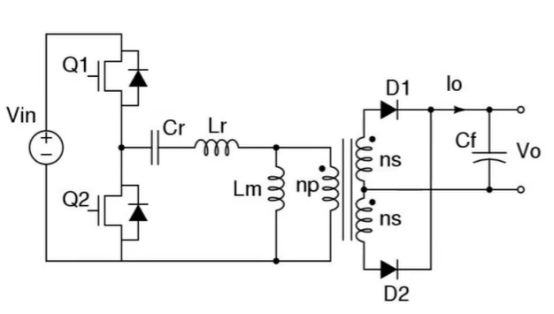 Q1
D1
Io
Vin
Cr
Lr
Cf
Vo
+
−
Lm
np
ns
Q2
ns
D2